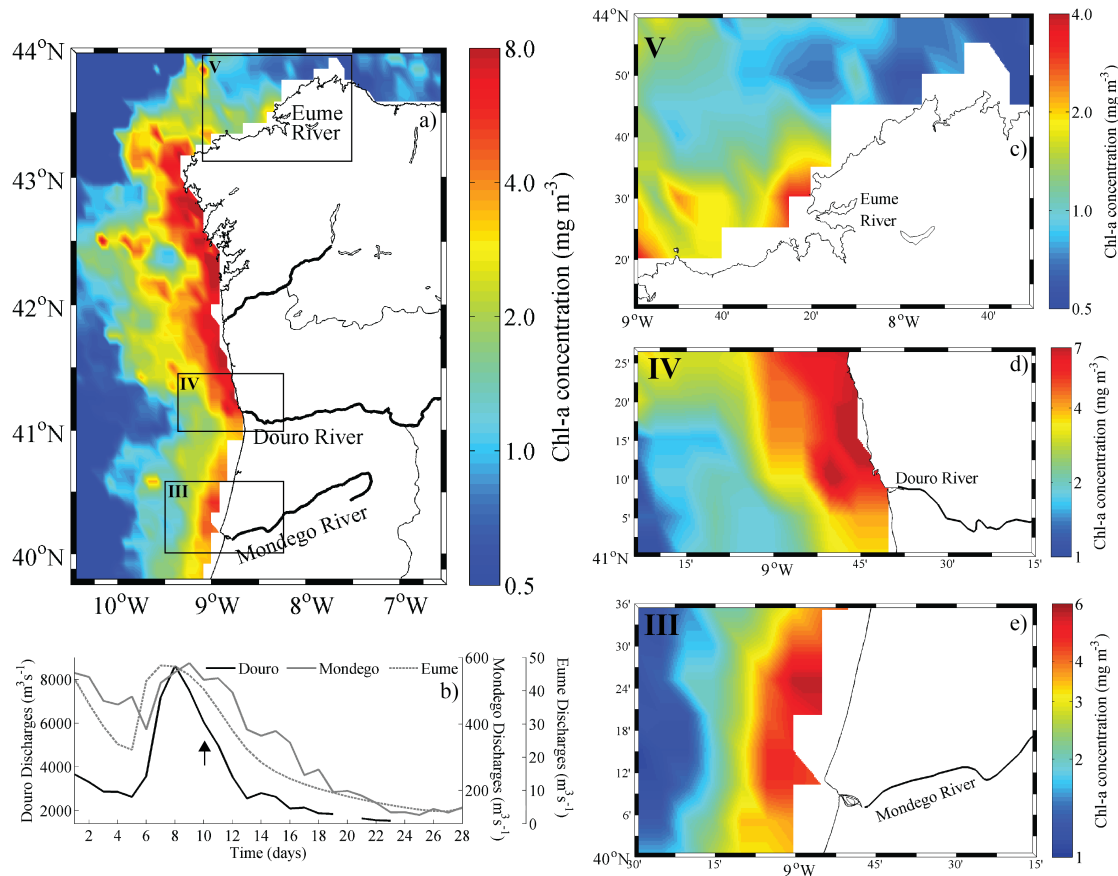 44°N
43°N
42°N
41°N
40°N
10°W
9°W
8°W
7°W
V
a)
Eume
River
IV
Douro River
III
Mondego River
8.0
4.0
2.0
1.0
0.5
Chl-a concentration (mg m⁻³)
Douro
Mondego
Eume
b)
8000
6000
4000
2000
Douro Discharges (m³s⁻¹)
600
400
200
0
Mondego Discharges (m³s⁻¹)
50
40
30
20
10
0
Eume Discharges (m³s⁻¹)
2 4 6 8 10 12 14 16 18 20 22 24 26 28
Time (days)
44°N
50'
40'
30'
20'
9°W
20'
8°W
40'
V
c)
Eume
River
4.0
2.0
1.0
0.5
Chl-a concentration (mg m⁻³)
25'
20'
15'
10'
5'
41°N
15'
9°W
45'
30'
15'
IV
d)
Douro River
7
4
2
1
Chl-a concentration (mg m⁻³)
36'
30'
24'
18'
12'
6'
40°N
30'
15'
9°W
45'
30'
15'
III
e)
Mondego River
6
5
4
3
2
1
Chl-a concentration (mg m⁻³)